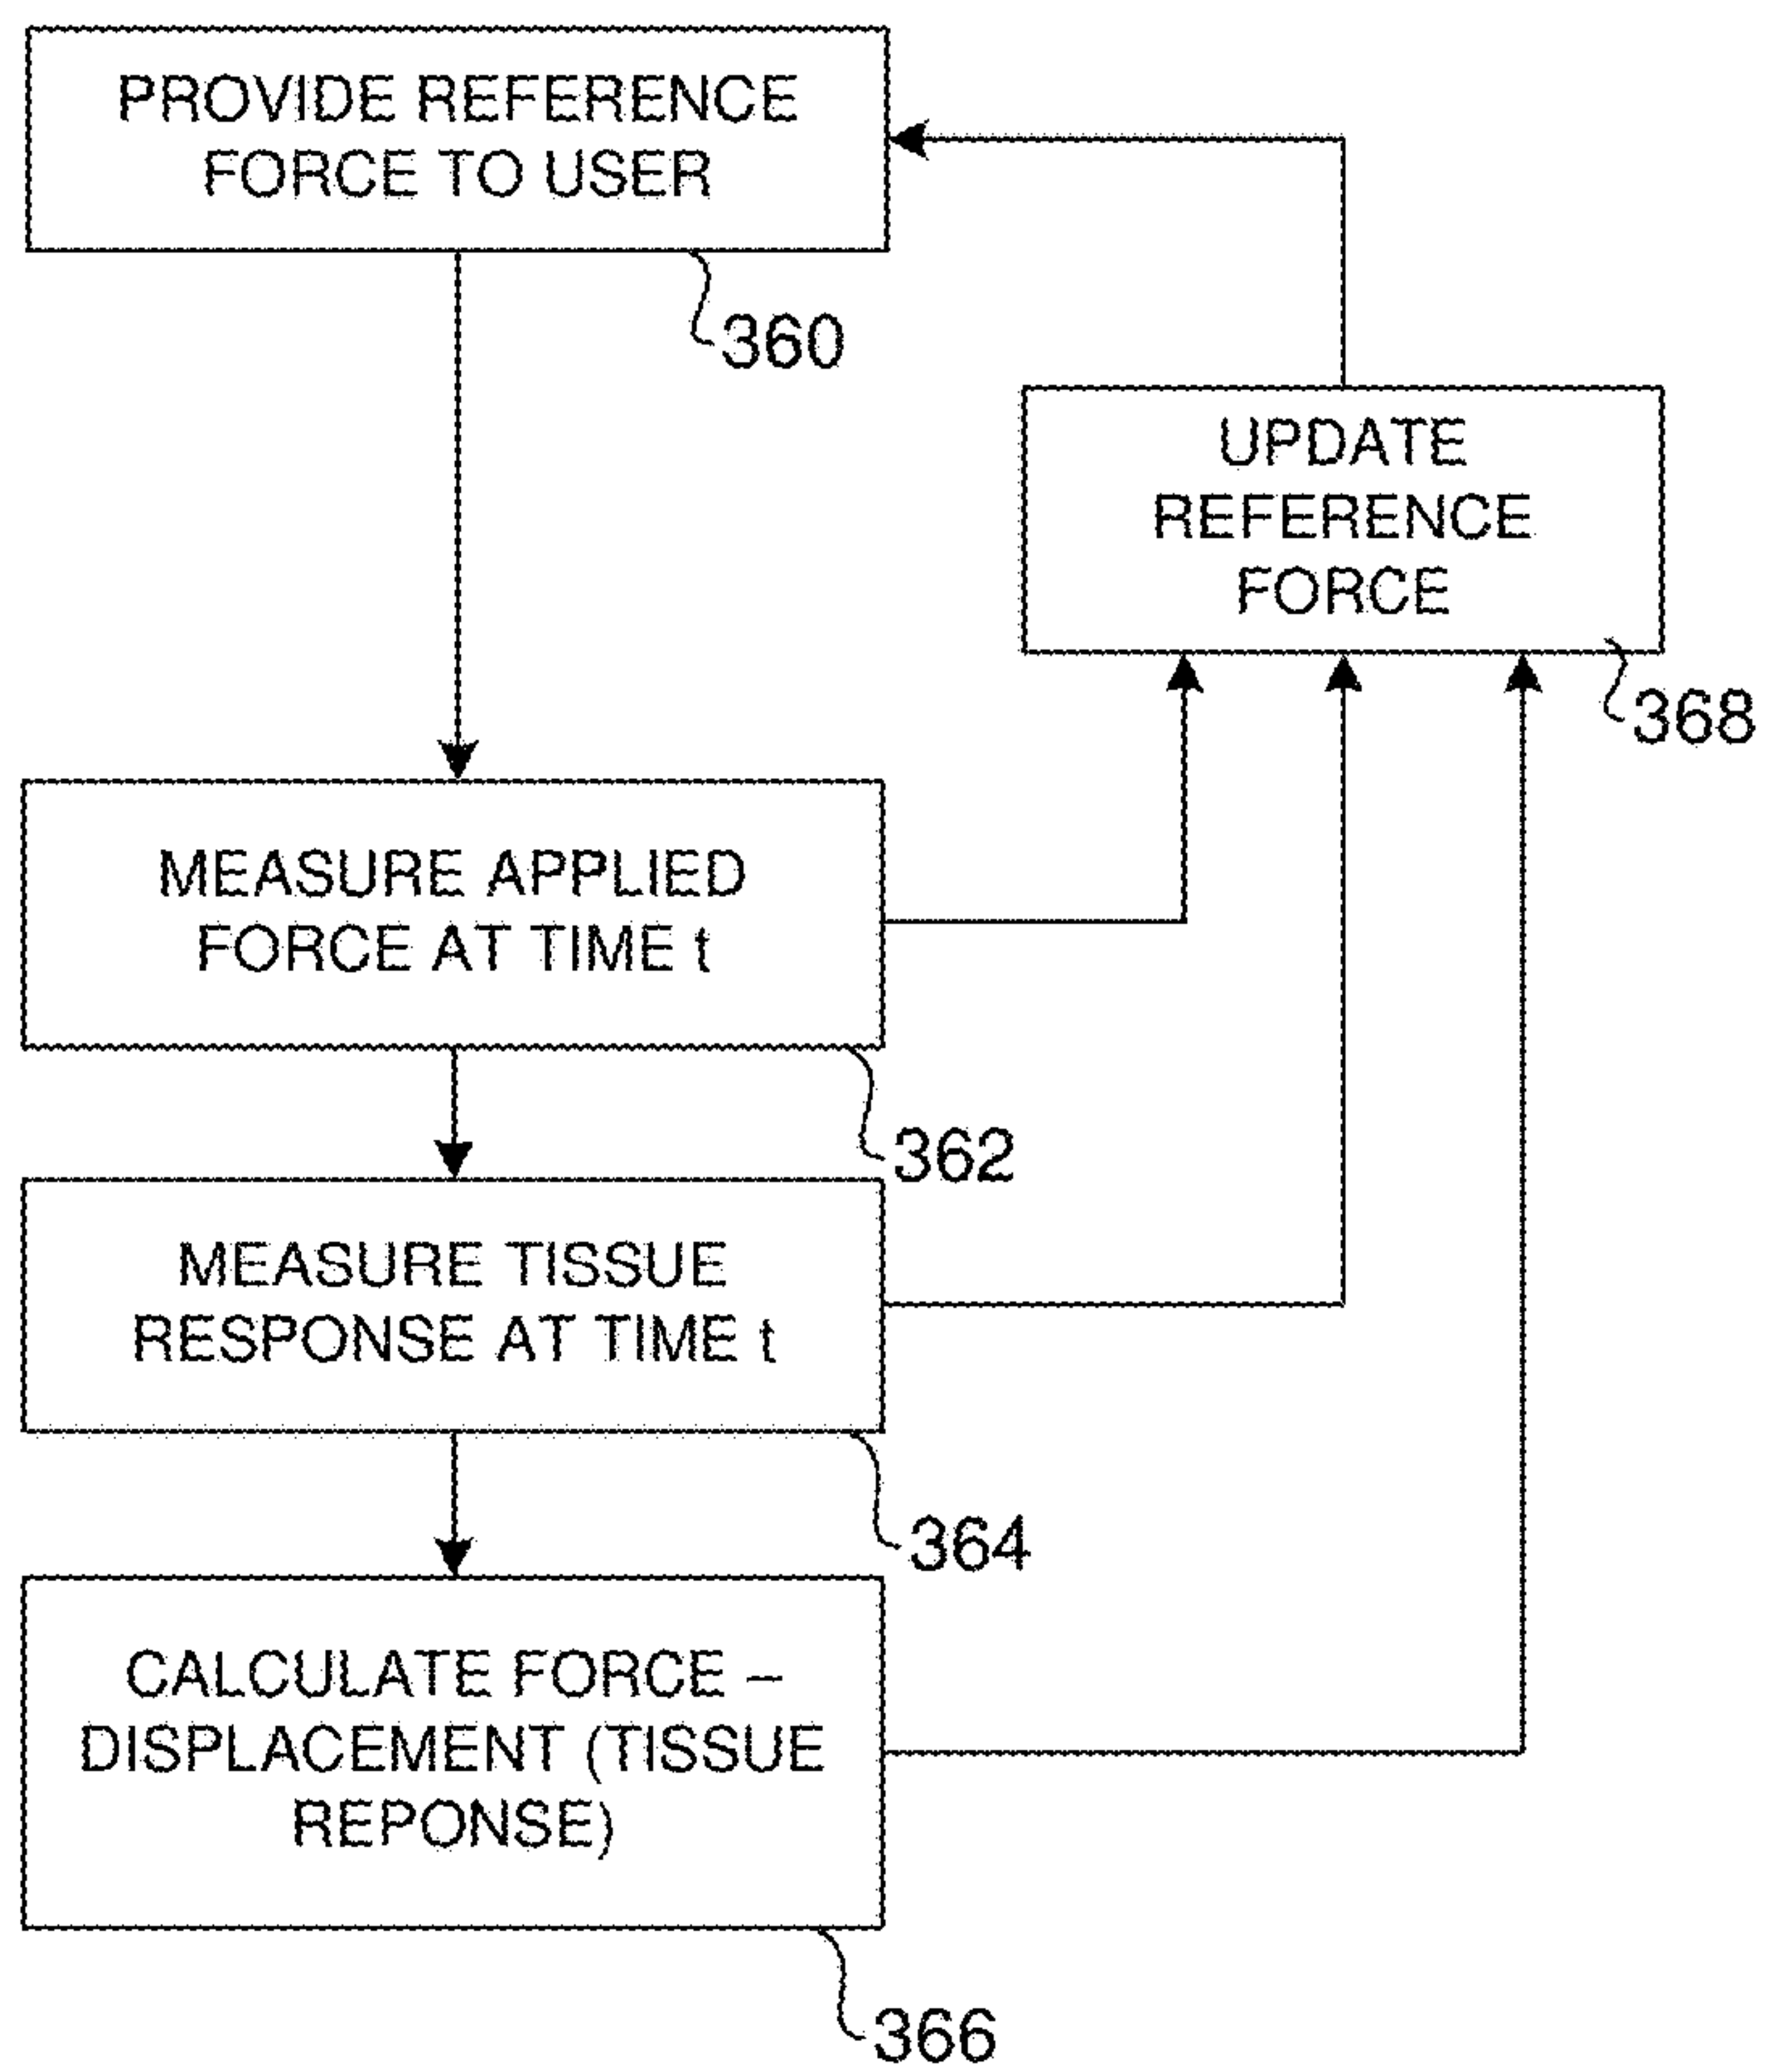 PROVIDE REFERENCE
FORCE TO USER
360
UPDATE
REFERENCE
FORCE
368
MEASURE APPLIED
FORCE AT TIME t
362
MEASURE TISSUE
RESPONSE AT TIME t
364
CALCULATE FORCE –
DISPLACEMENT (TISSUE
REPONSE)
366